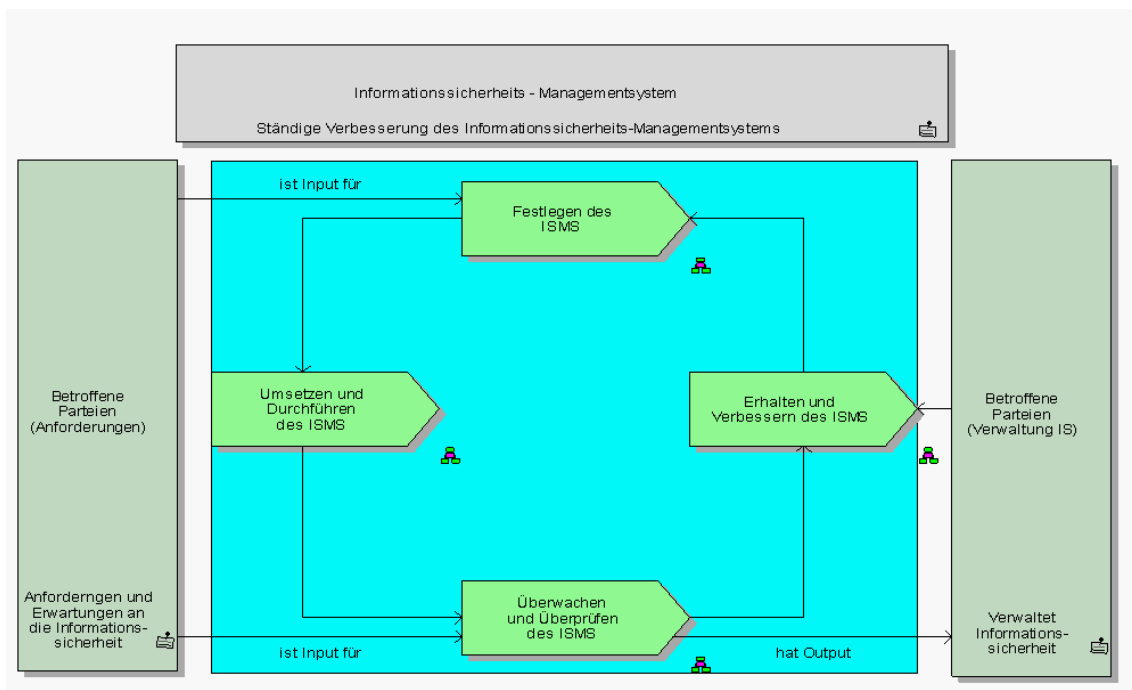 Informationssicherheits - Managementsystem
Ständige Verbesserung des Informationssicherheits-Managementsystems
ist Input für
Festlegen des
ISMS
Betroffene
Parteien
(Anforderungen)
Umsetzen und
Durchführen
des ISMS
Erhalten und
Verbessern des ISMS
Betroffene
Parteien
(Verwaltung IS)
Anforderngen und
Erwartungen an
die Informations-
sicherheit
Überwachen
und Überprüfen
des ISMS
ist Input für
hat Output
Verwaltet
Informations-
sicherheit